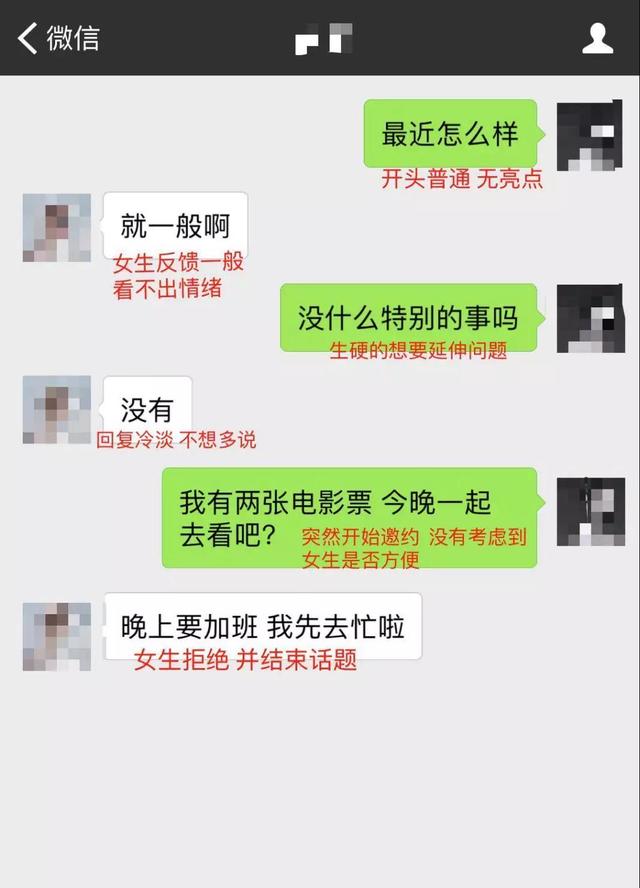 微信
最近怎么样
开头普通 无亮点
就一般啊
女生反馈一般
看不出情绪
没什么特别的事吗
生硬的想要延伸问题
没有
回复冷淡 不想多说
我有两张电影票 今晚一起
去看吧?
突然开始邀约 没有考虑到
女生是否方便
晚上要加班 我先去忙啦
女生拒绝 并结束话题